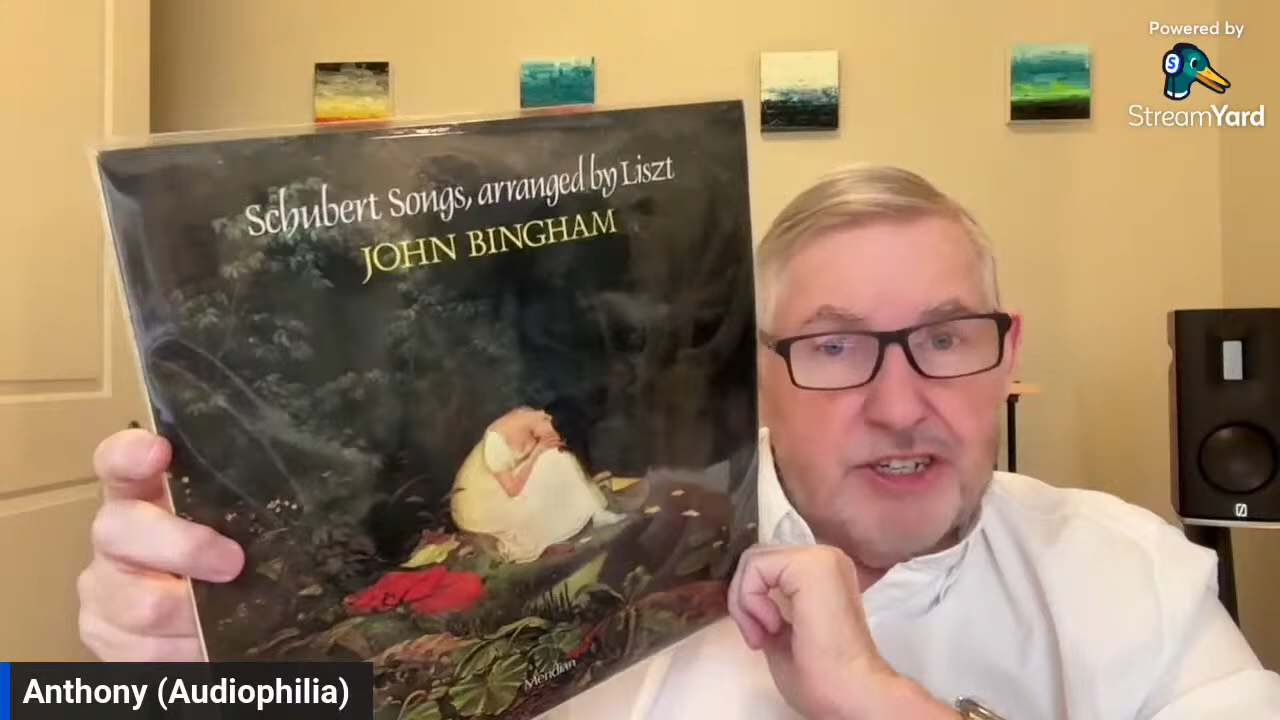 Powered by
S
StreamYard
Schubert Songs, arranged by Liszt
JOHN BINGHAM
Meridian
Anthony (Audiophilia)